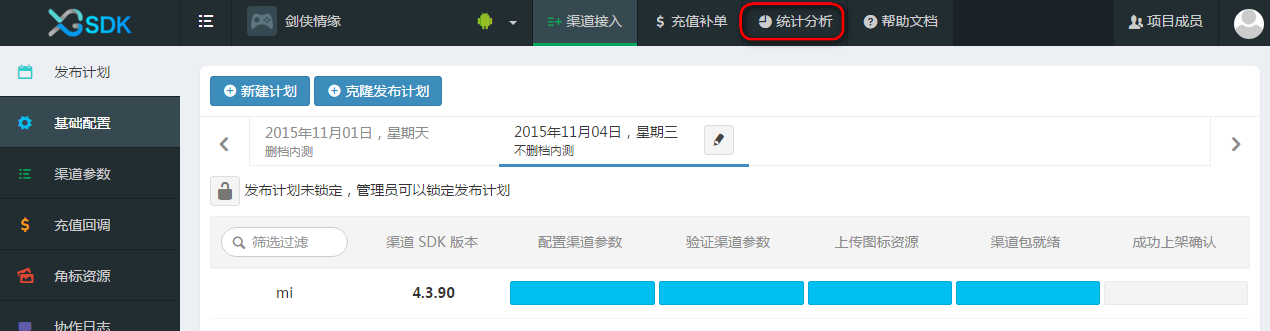 XGSDK 剑侠情缘 渠道接入 充值补单 统计分析 帮助文档 项目成员
发布计划
基础配置
渠道参数
充值回调
角标资源
协作日志
新建计划 克隆发布计划
2015年11月01日，星期天
删档内测
2015年11月04日，星期三
不删档内测
发布计划未锁定，管理员可以锁定发布计划
筛选过滤 渠道 SDK 版本 配置渠道参数 验证渠道参数 上传图标资源 渠道包就绪 成功上架确认
mi 4.3.90